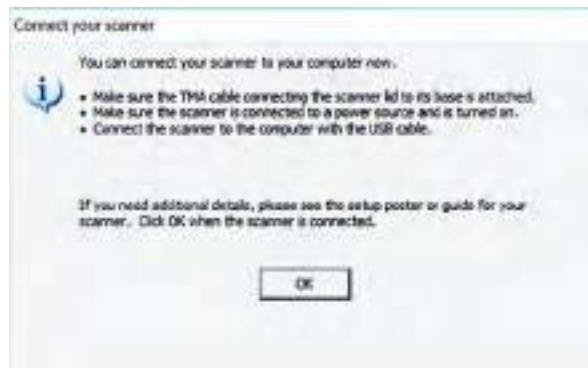 Connect your scanner
You can connect your scanner to your computer now.
• Make sure the TMA cable connecting the scanner lid to its base is attached.
• Make sure the scanner is connected to a power source and is turned on.
• Connect the scanner to the computer with the USB cable.
If you need additional details, please see the setup poster or guide for your
scanner. Click OK when the scanner is connected.
OK